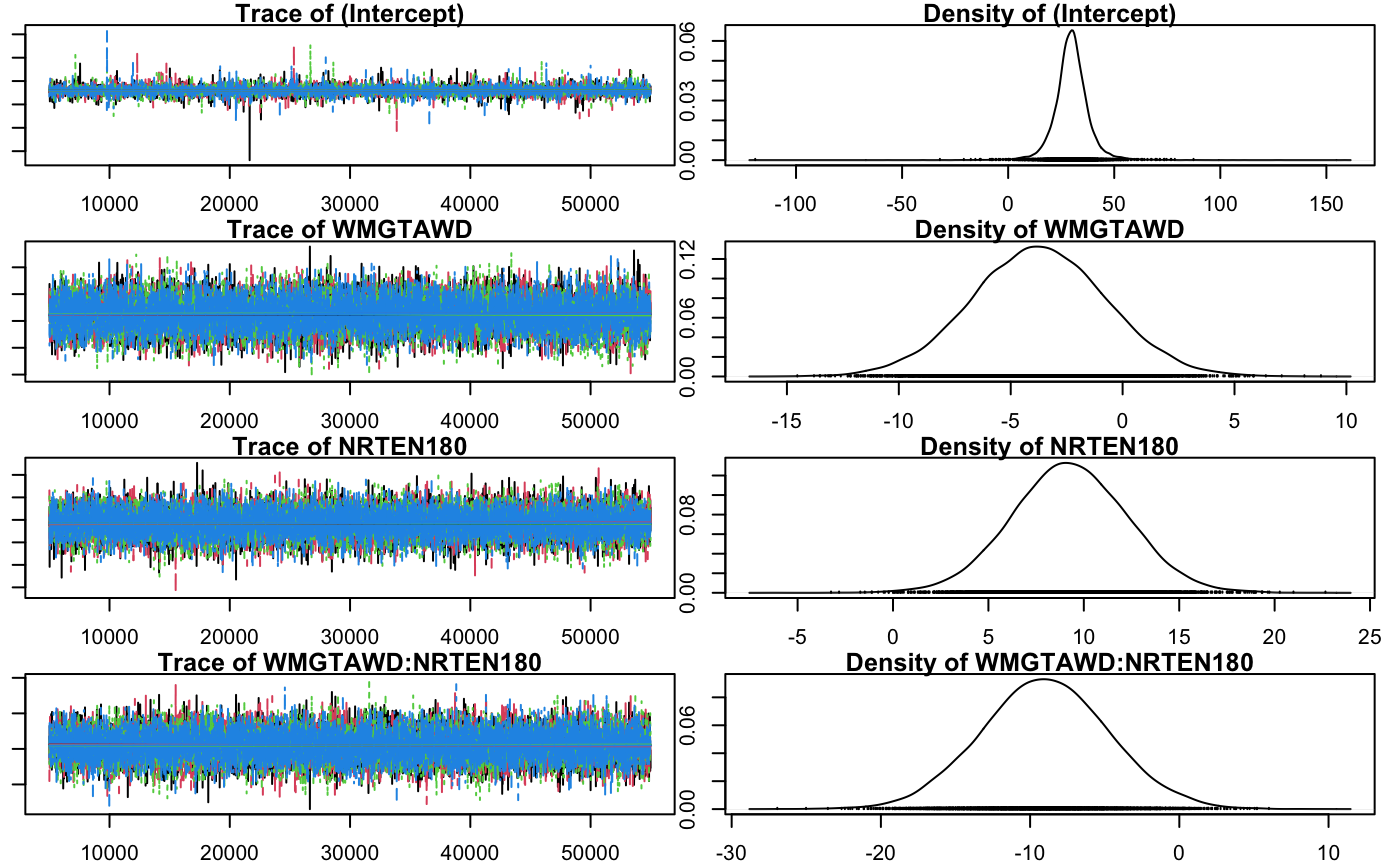 Trace of (Intercept)
10000 20000 30000 40000 50000
Density of (Intercept)
0.00 0.03 0.06
-100 -50 0 50 100 150
Trace of WMGTAWD
10000 20000 30000 40000 50000
Density of WMGTAWD
0.00 0.06 0.12
-15 -10 -5 0 5 10
Trace of NRTEN180
10000 20000 30000 40000 50000
Density of NRTEN180
0.00 0.08
-5 0 5 10 15 20 25
Trace of WMGTAWD:NRTEN180
10000 20000 30000 40000 50000
Density of WMGTAWD:NRTEN180
0.00 0.06
-30 -20 -10 0 10